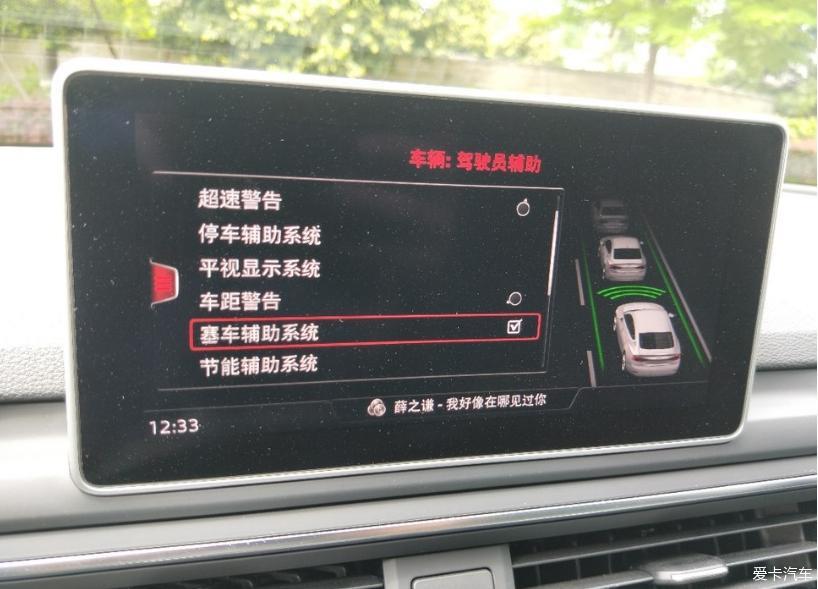 车辆: 驾驶员辅助
超速警告
停车辅助系统
平视显示系统
车距警告
塞车辅助系统
节能辅助系统
薛之谦 - 我好像在哪见过你
12:33
爱卡汽车